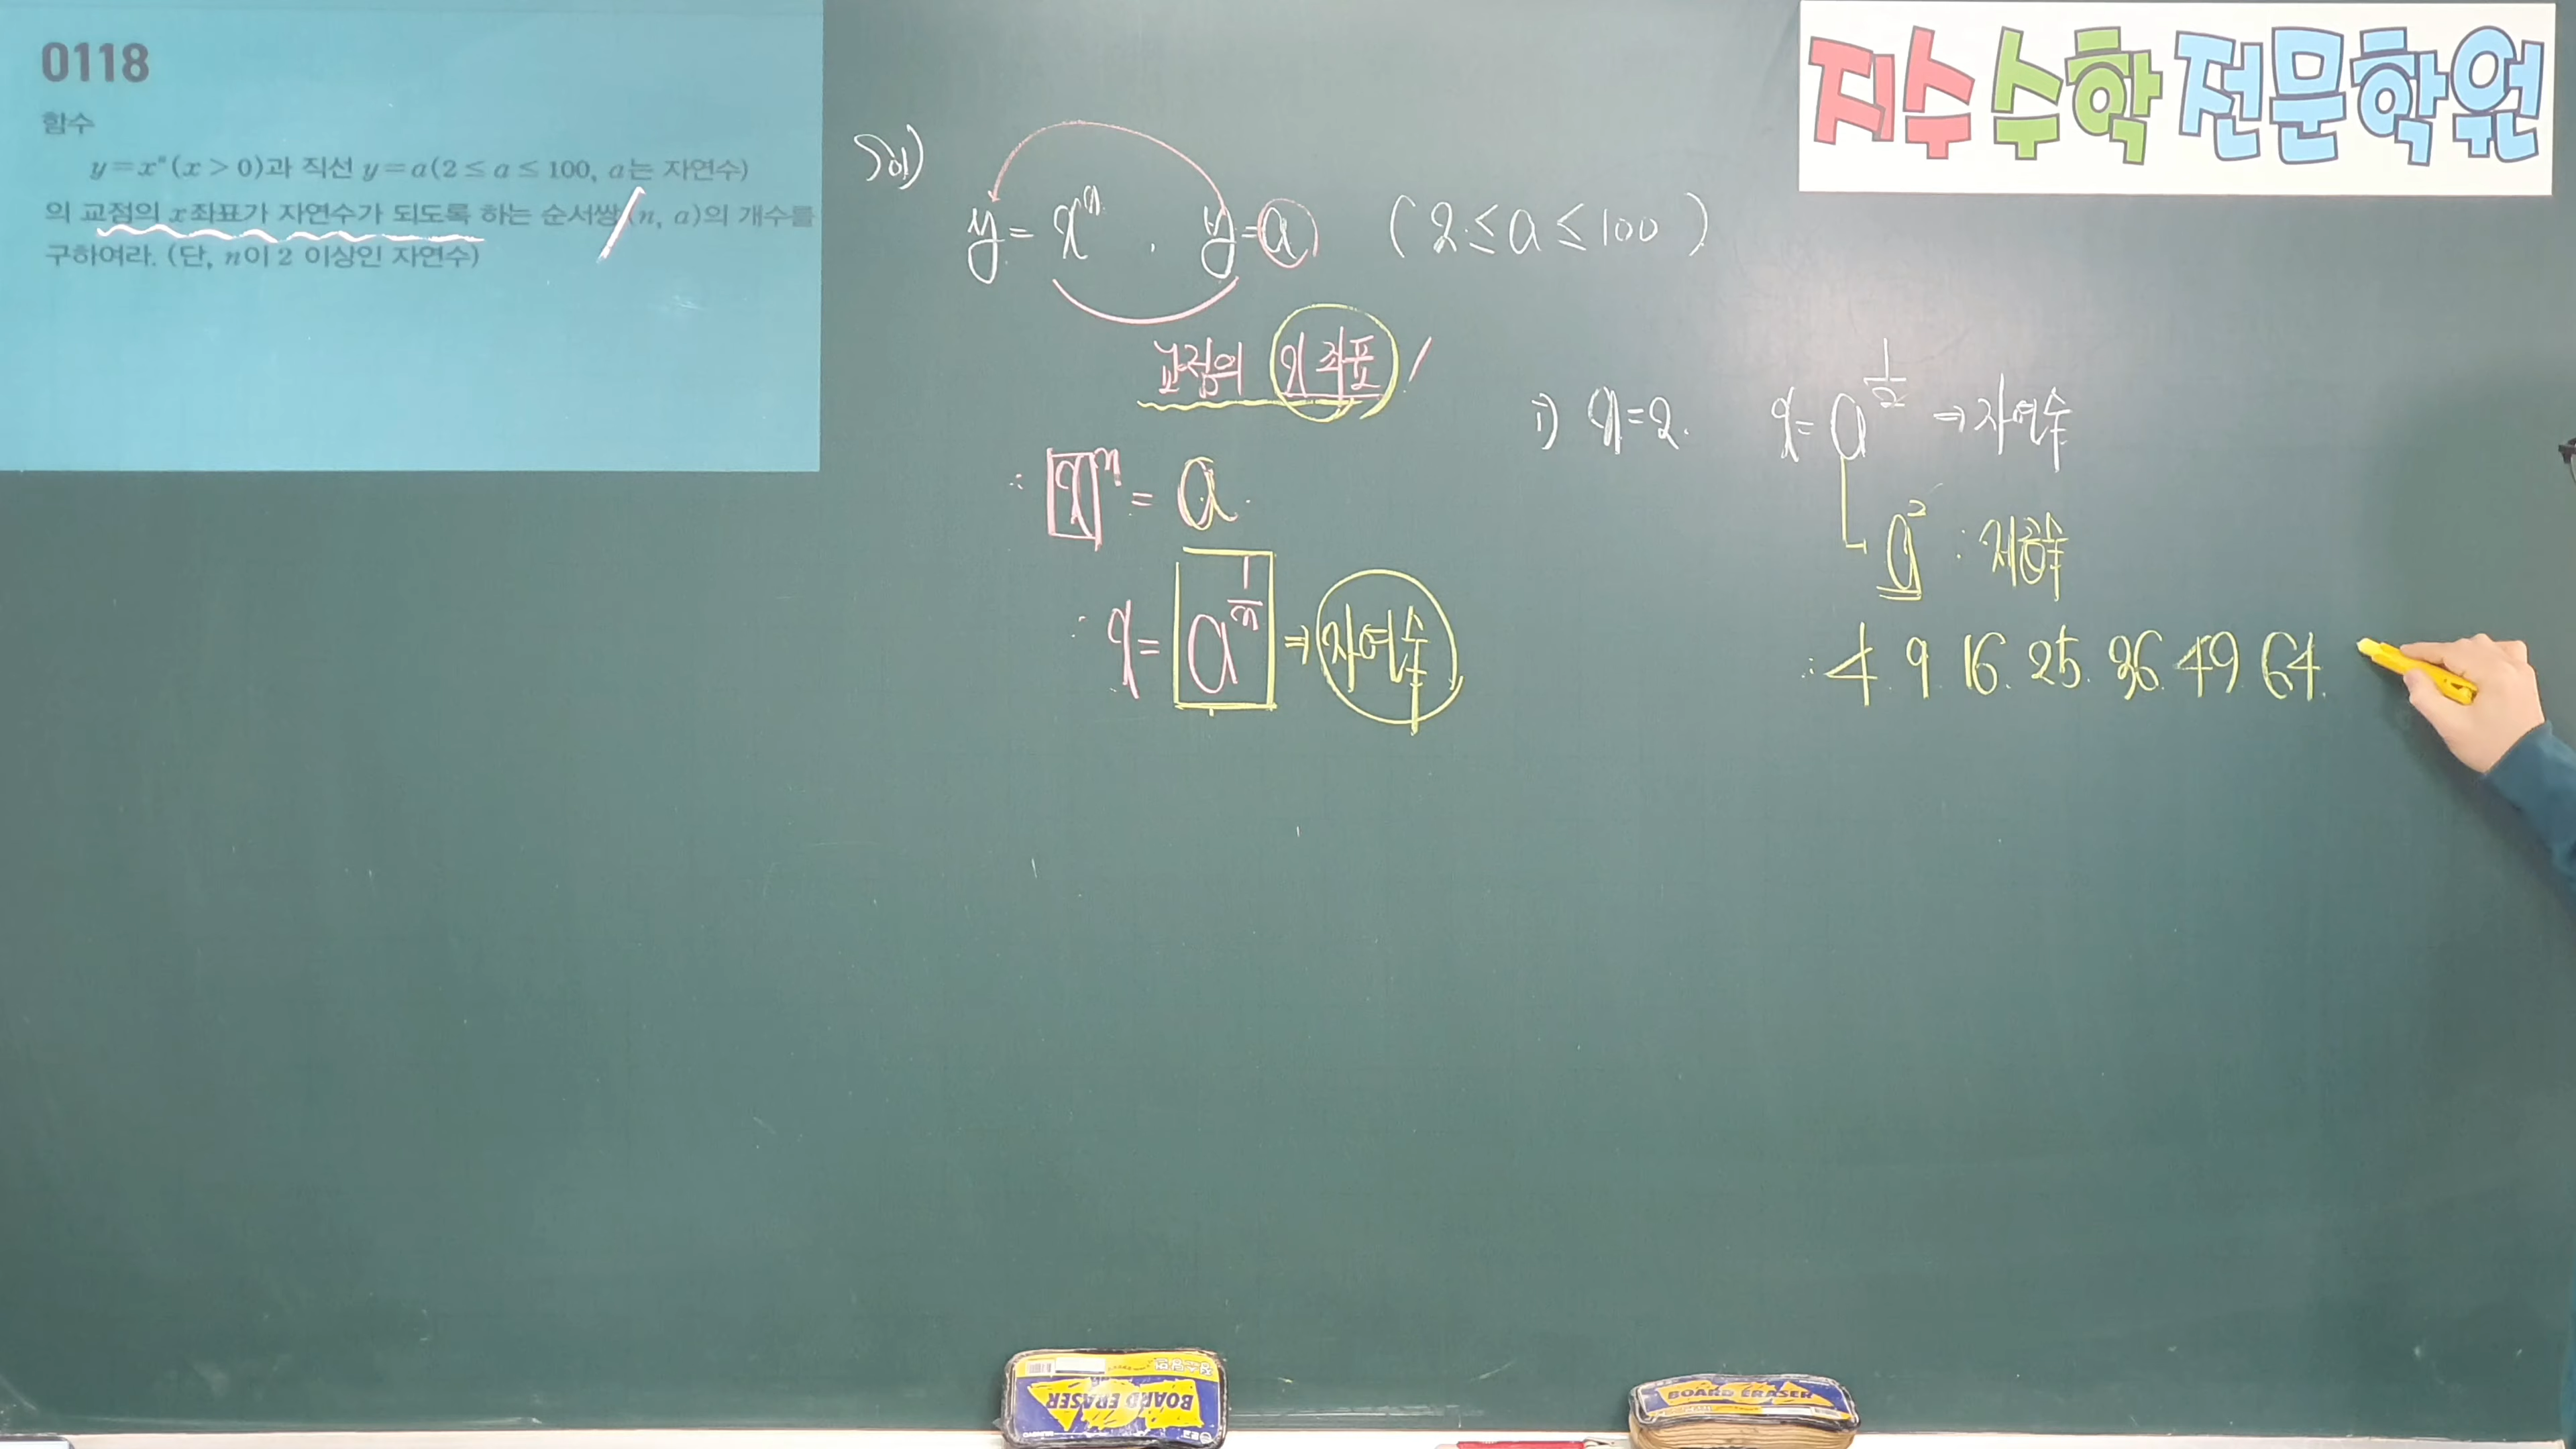 0118
함수
y=xⁿ(x > 0)과 직선 y=a(2 ≤ a ≤ 100, a는 자연수)
의 교점의 x좌표가 자연수가 되도록 하는 순서쌍 (n, a)의 개수를
구하여라. (단, n이 2 이상인 자연수)
지수수학전문학원
Sol)
y = xⁿ , y = a ( 2 ≤ a ≤ 100 )
교점의 x좌표
∴ xⁿ = a
∴ x = a^(1/n) ⇒ 자연수
i) n=2. x = a^(1/2) ⇒ 자연수
a² : 제곱수
∴ 4. 9. 16. 25. 36. 49. 64.
BOARD ERASER
BOARD ERASER